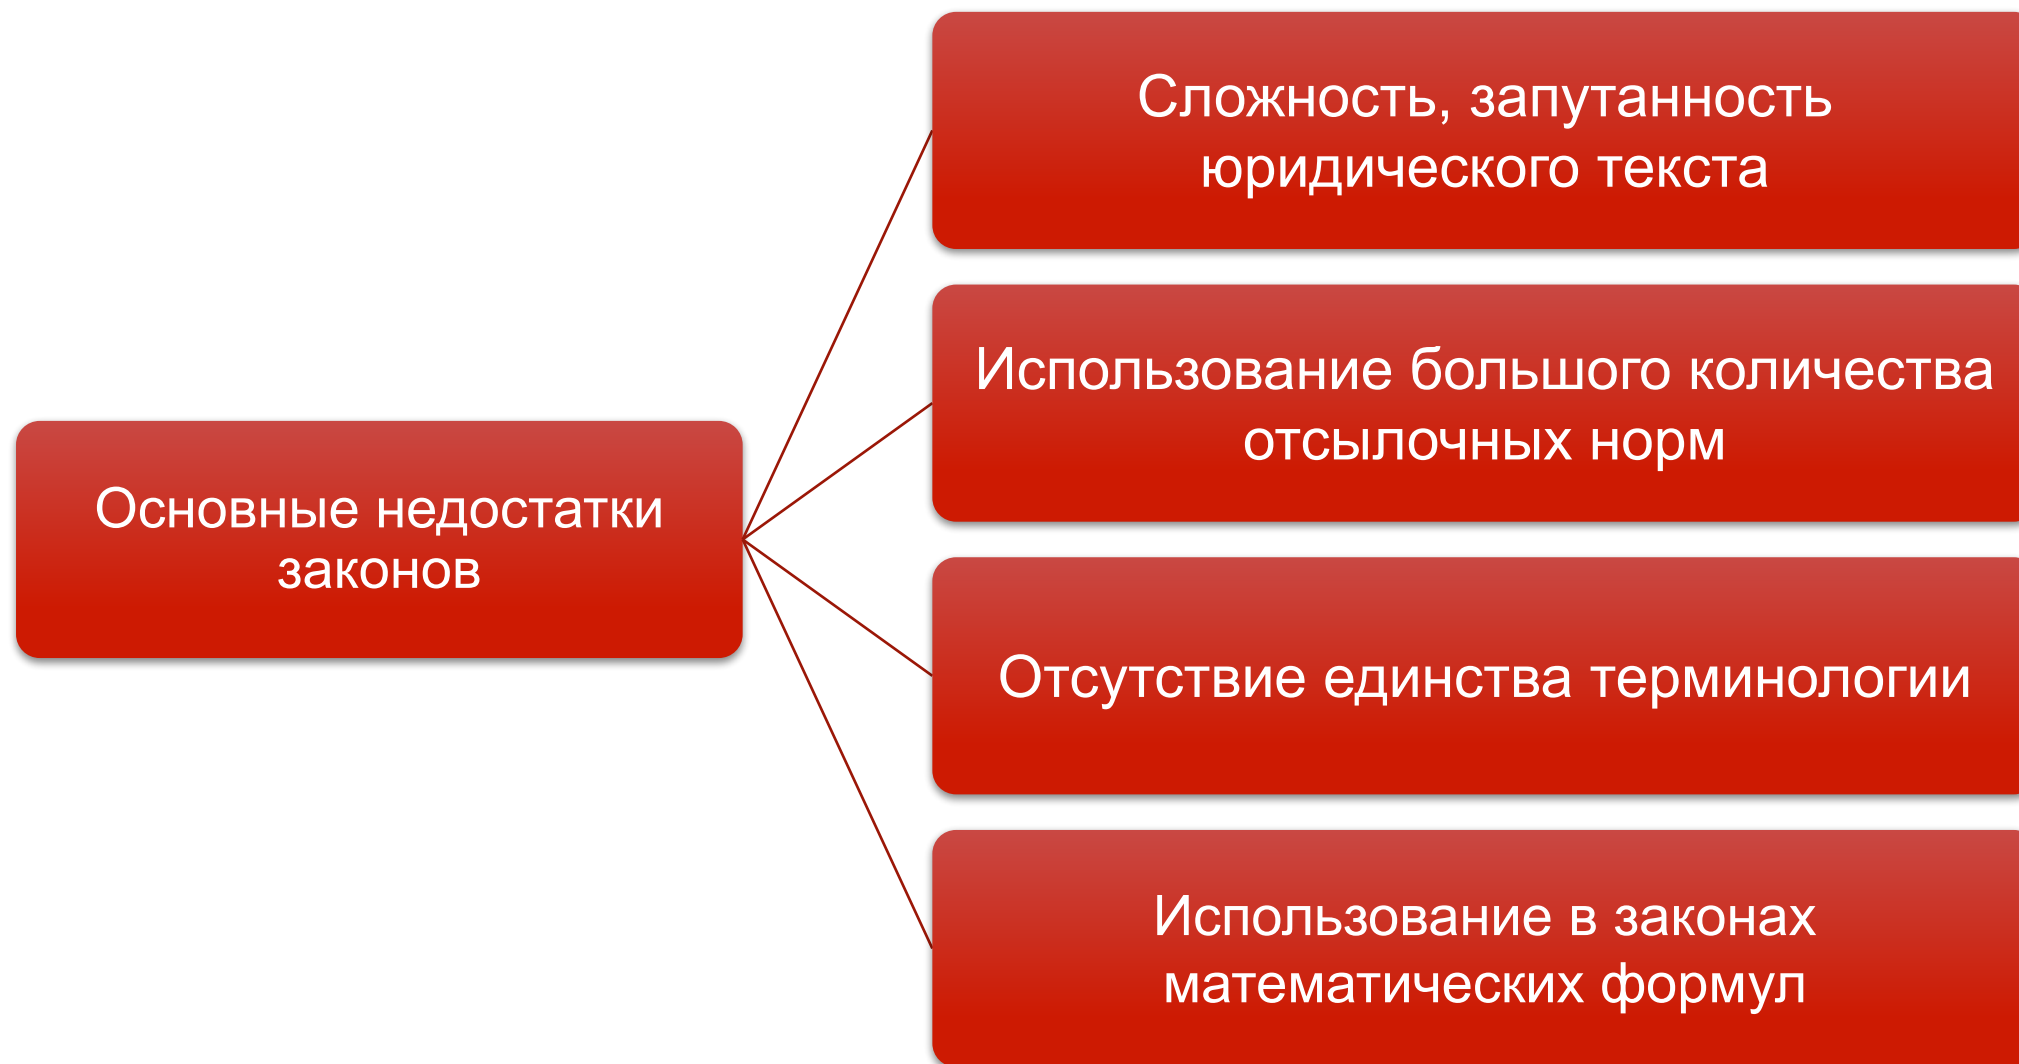 Основные недостатки
законов
Сложность, запутанность
юридического текста
Использование большого количества
отсылочных норм
Отсутствие единства терминологии
Использование в законах
математических формул